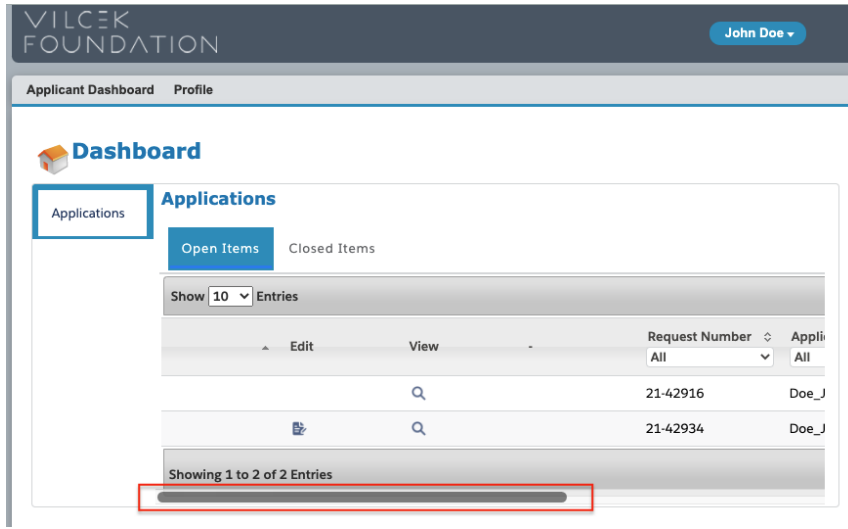 VILCEK
FOUNDATION
John Doe
Applicant Dashboard Profile
Dashboard
Applications
Applications
Open Items Closed Items
Show 10 Entries
Edit View - Request Number
All All
21-42916
21-42934
Showing 1 to 2 of 2 Entries